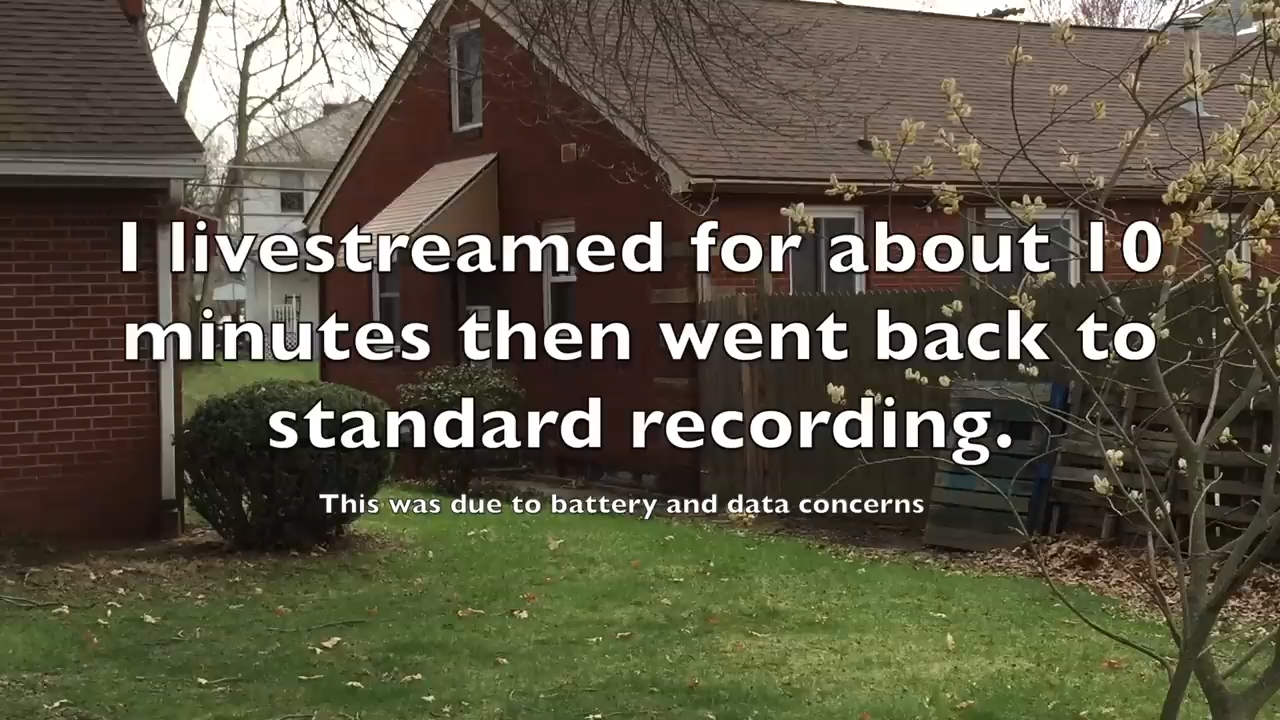 I livestreamed for about 10
minutes then went back to
standard recording.
This was due to battery and data concerns